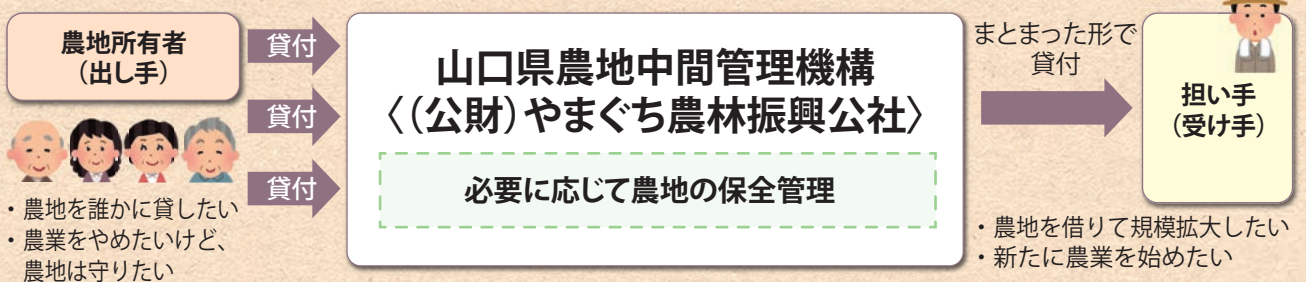 農地所有者
（出し手）
・農地を誰かに貸したい
・農業をやめたいけど、
農地は守りたい
貸付
貸付
貸付
山口県農地中間管理機構
〈（公財）やまぐち農林振興公社〉
必要に応じて農地の保全管理
まとまった形で
貸付
担い手
（受け手）
・農地を借りて規模拡大したい
・新たに農業を始めたい